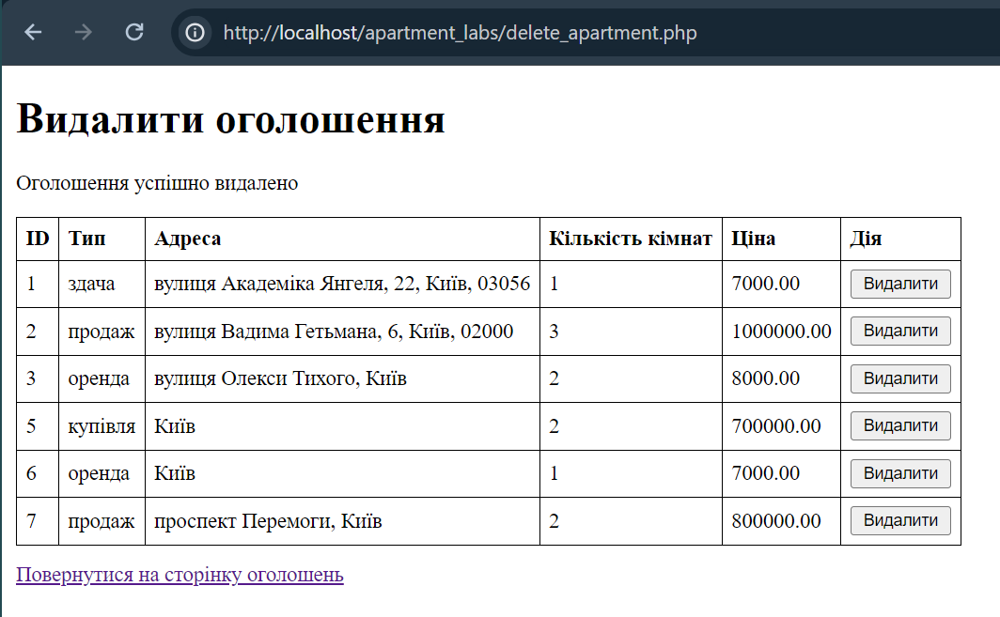 http://localhost/apartment_labs/delete_apartment.php
Видалити оголошення
Оголошення успішно видалено
ID Тип Адреса Кількість кімнат Ціна Дія
1 здача вулиця Академіка Янгеля, 22, Київ, 03056 1 7000.00 Видалити
2 продаж вулиця Вадима Гетьмана, 6, Київ, 02000 3 1000000.00 Видалити
3 оренда вулиця Олекси Тихого, Київ 2 8000.00 Видалити
5 купівля Київ 2 700000.00 Видалити
6 оренда Київ 1 7000.00 Видалити
7 продаж проспект Перемоги, Київ 2 800000.00 Видалити
Повернутися на сторінку оголошень